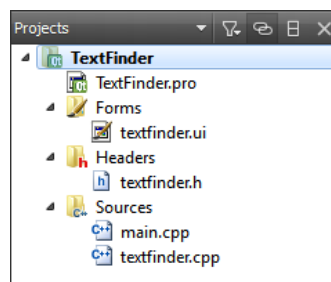 Projects
TextFinder
TextFinder.pro
Forms
textfinder.ui
Headers
textfinder.h
Sources
main.cpp
textfinder.cpp